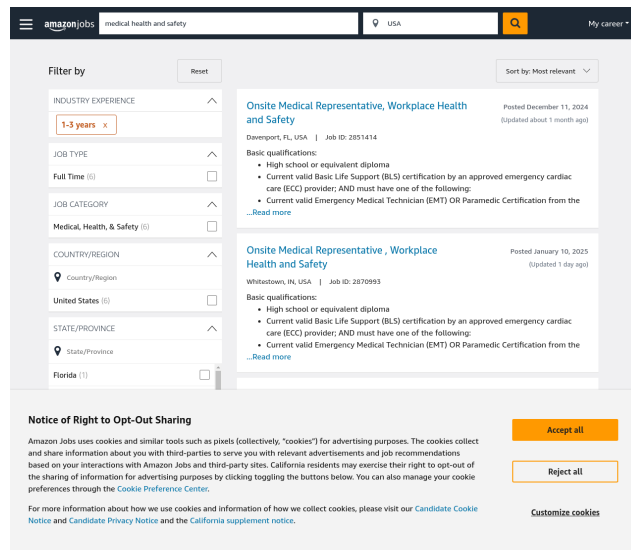 amazonjobs
medical health and safety
USA
My career
Filter by
Reset
Sort by: Most relevant
INDUSTRY EXPERIENCE
1-3 years x
JOB TYPE
Full Time (6)
JOB CATEGORY
Medical, Health, & Safety (6)
COUNTRY/REGION
Country/Region
United States (6)
STATE/PROVINCE
State/Province
Florida (1)
Onsite Medical Representative, Workplace Health
and Safety
Posted December 11, 2024
(Updated about 1 month ago)
Davenport, FL, USA | Job ID: 2851414
Basic qualifications:
• High school or equivalent diploma
• Current valid Basic Life Support (BLS) certification by an approved emergency cardiac
care (ECC) provider; AND must have one of the following:
• Current valid Emergency Medical Technician (EMT) OR Paramedic Certification from the
...Read more
Onsite Medical Representative , Workplace
Health and Safety
Posted January 10, 2025
(Updated 1 day ago)
Whitestown, IN, USA | Job ID: 2870993
Basic qualifications:
• High school or equivalent diploma
• Current valid Basic Life Support (BLS) certification by an approved emergency cardiac
care (ECC) provider; AND must have one of the following:
• Current valid Emergency Medical Technician (EMT) OR Paramedic Certification from the
...Read more
Notice of Right to Opt-Out Sharing
Amazon Jobs uses cookies and similar tools such as pixels (collectively, "cookies") for advertising purposes. The cookies collect
and share information about you with third-parties to serve you with relevant advertisements and job recommendations
based on your interactions with Amazon Jobs and third-party sites. California residents may exercise their right to opt-out of
the sharing of information for advertising purposes by clicking toggling the buttons below. You can also manage your cookie
preferences through the Cookie Preference Center.
For more information about how we use cookies and information of how we collect cookies, please visit our Candidate Cookie
Notice and Candidate Privacy Notice and the California supplement notice.
Accept all
Reject all
Customize cookies